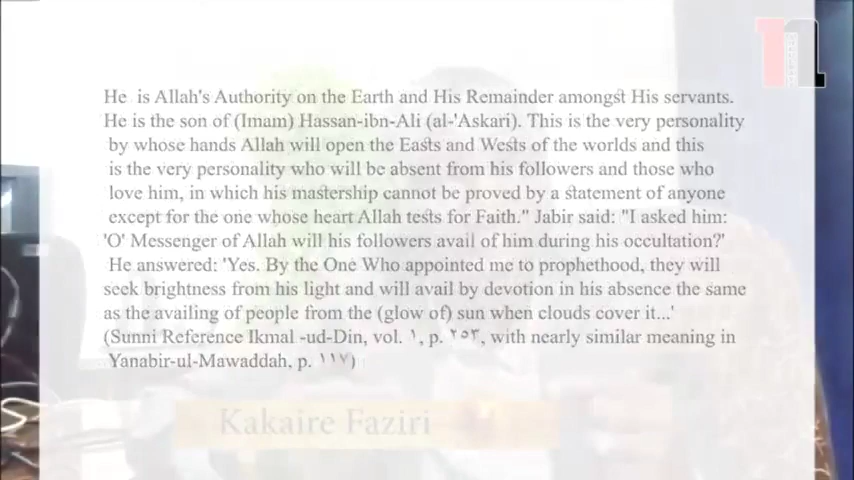 He is Allah's Authority on the Earth and His Remainder amongst His servants.
He is the son of (Imam) Hassan-ibn-Ali (al-'Askari). This is the very personality
by whose hands Allah will open the Easts and Wests of the worlds and this
is the very personality who will be absent from his followers and those who
love him, in which his mastership cannot be proved by a statement of anyone
except for the one whose heart Allah tests for Faith." Jabir said: "I asked him:
'O' Messenger of Allah will his followers avail of him during his occultation?'
He answered: 'Yes. By the One Who appointed me to prophethood, they will
seek brightness from his light and will avail by devotion in his absence the same
as the availing of people from the (glow of) sun when clouds cover it...'
(Sunni Reference Ikmal -ud-Din, vol. ١, p. ٢٥٣, with nearly similar meaning in
Yanabir-ul-Mawaddah, p. ١١٧)
Kakaire Faziri